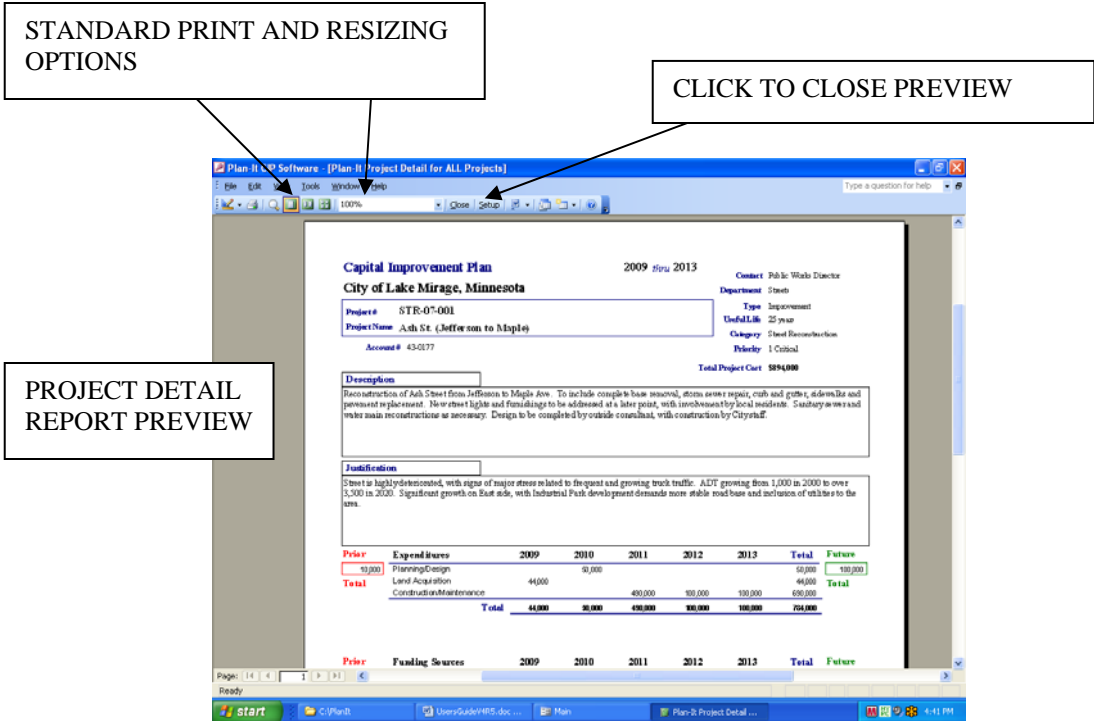 STANDARD PRINT AND RESIZING
OPTIONS
CLICK TO CLOSE PREVIEW
Plan-It CIP Software - [Plan-It Project Detail for ALL Projects]
File Edit Tools Window Help
Type a question for help
100% Close Setup
Capital Improvement Plan
2009 thru 2013
City of Lake Mirage, Minnesota
Contact Public Works Director
Department Streets
Type Improvement
Useful Life 25 years
Category Street Reconstruction
Priority 1 Critical
Project # STR-07-001
Project Name Ash St. (Jefferson to Maple)
Account # 43-0177
Total Project Cost $894,000
PROJECT DETAIL
REPORT PREVIEW
Description
Reconstruction of Ash Street from Jefferson to Maple Ave. To include complete base removal, storm sewer repair, curb and gutter, sidewalks and
pavement replacement. New street lights and furnishings to be addressed at a later point, with involvement by local residents. Sanitary sewer and
water main reconstructions as necessary. Design to be completed by outside consultant, with construction by City staff.
Justification
Street is highly deteriorated, with signs of major stress related to frequent and growing truck traffic. ADT growing from 1,000 in 2000 to over
3,500 in 2020. Significant growth on East side, with Industrial Park development demands more stable road base and inclusion of utilities to the
area.
Prior Expenditures 2009 2010 2011 2012 2013 Total Future
10,000 Planning/Design 50,000 50,000 100,000
Total Land Acquisition 44,000 44,000 Total
Construction/Maintenance 490,000 100,000 100,000 690,000
Total 44,000 50,000 490,000 100,000 100,000 784,000
Prior Funding Sources 2009 2010 2011 2012 2013 Total Future
Page: 1
Ready
start C:\PlanIt UsersGuideV4R5.doc ... Main Plan-It Project Detail ... 4:41 PM